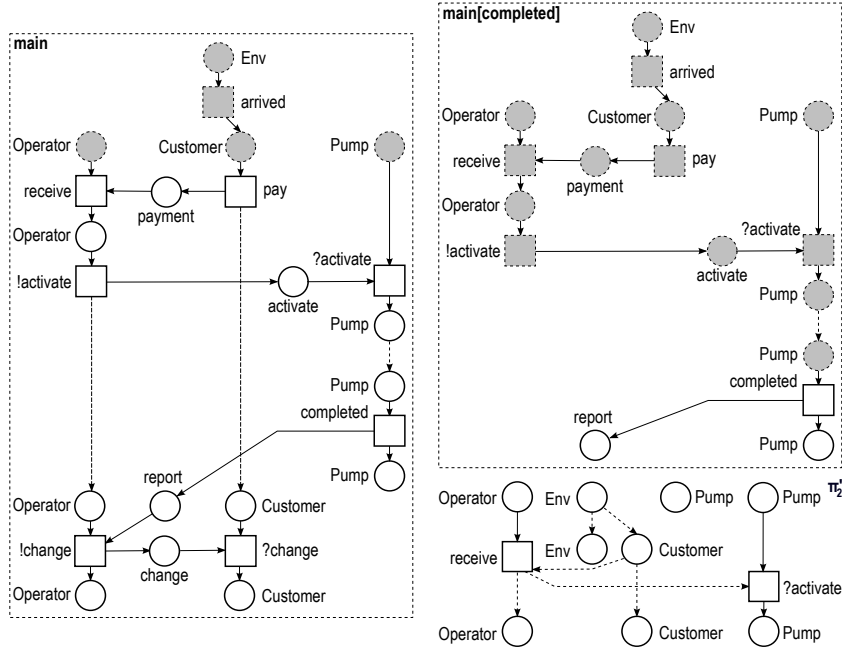 main
Env
arrived
Operator
Customer
Pump
receive
payment
pay
Operator
!activate
activate
?activate
Pump
Pump
completed
Pump
Operator
report
Customer
!change
change
?change
Operator
Customer
main[completed]
Env
arrived
Operator
Customer
Pump
receive
payment
pay
Operator
!activate
activate
?activate
Pump
Pump
completed
report
Pump
π₂'
Operator
Env
Pump
Pump
receive
Env
Customer
?activate
Operator
Customer
Pump